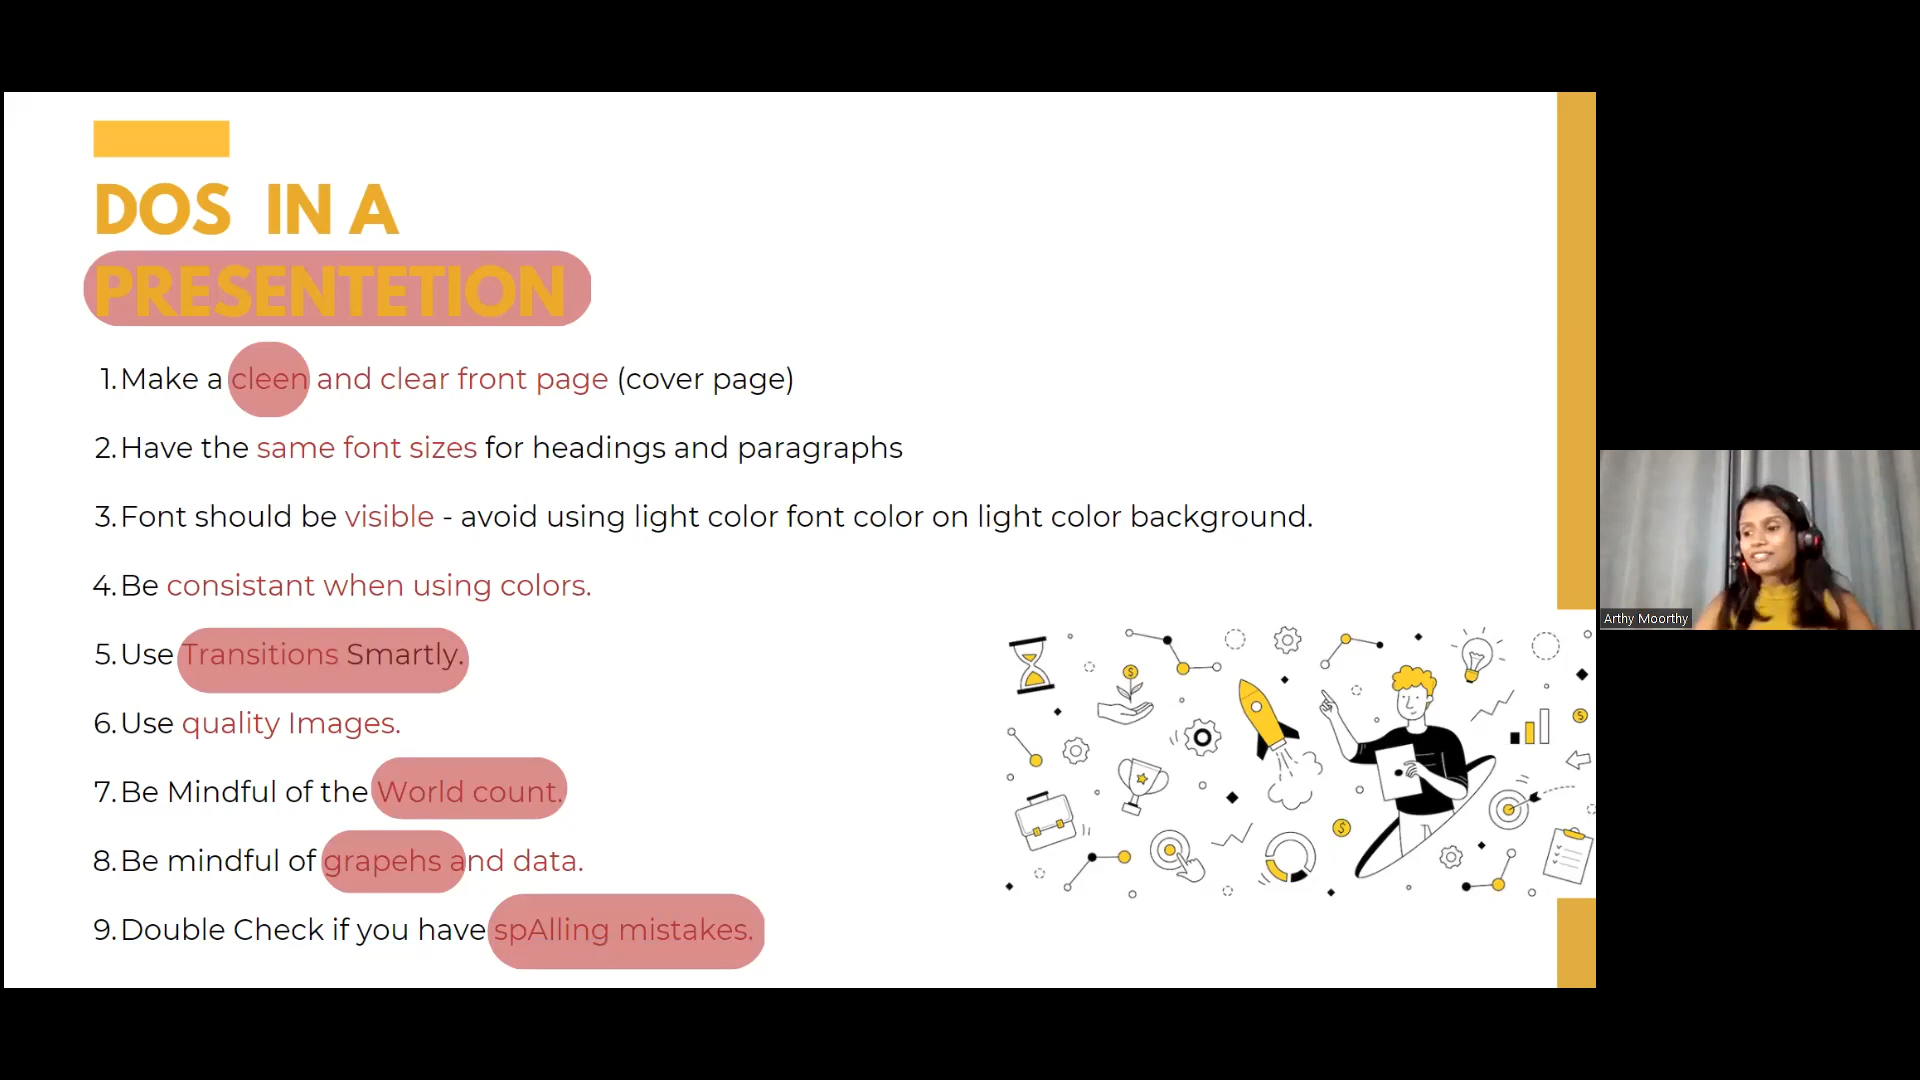 DOS IN A
PRESENTETION
1. Make a cleen and clear front page (cover page)
2. Have the same font sizes for headings and paragraphs
3. Font should be visible - avoid using light color font color on light color background.
4. Be consistant when using colors.
5. Use Transitions Smartly.
6. Use quality Images.
7. Be Mindful of the World count.
8. Be mindful of grapehs and data.
9. Double Check if you have spAlling mistakes.
Arthy Moorthy